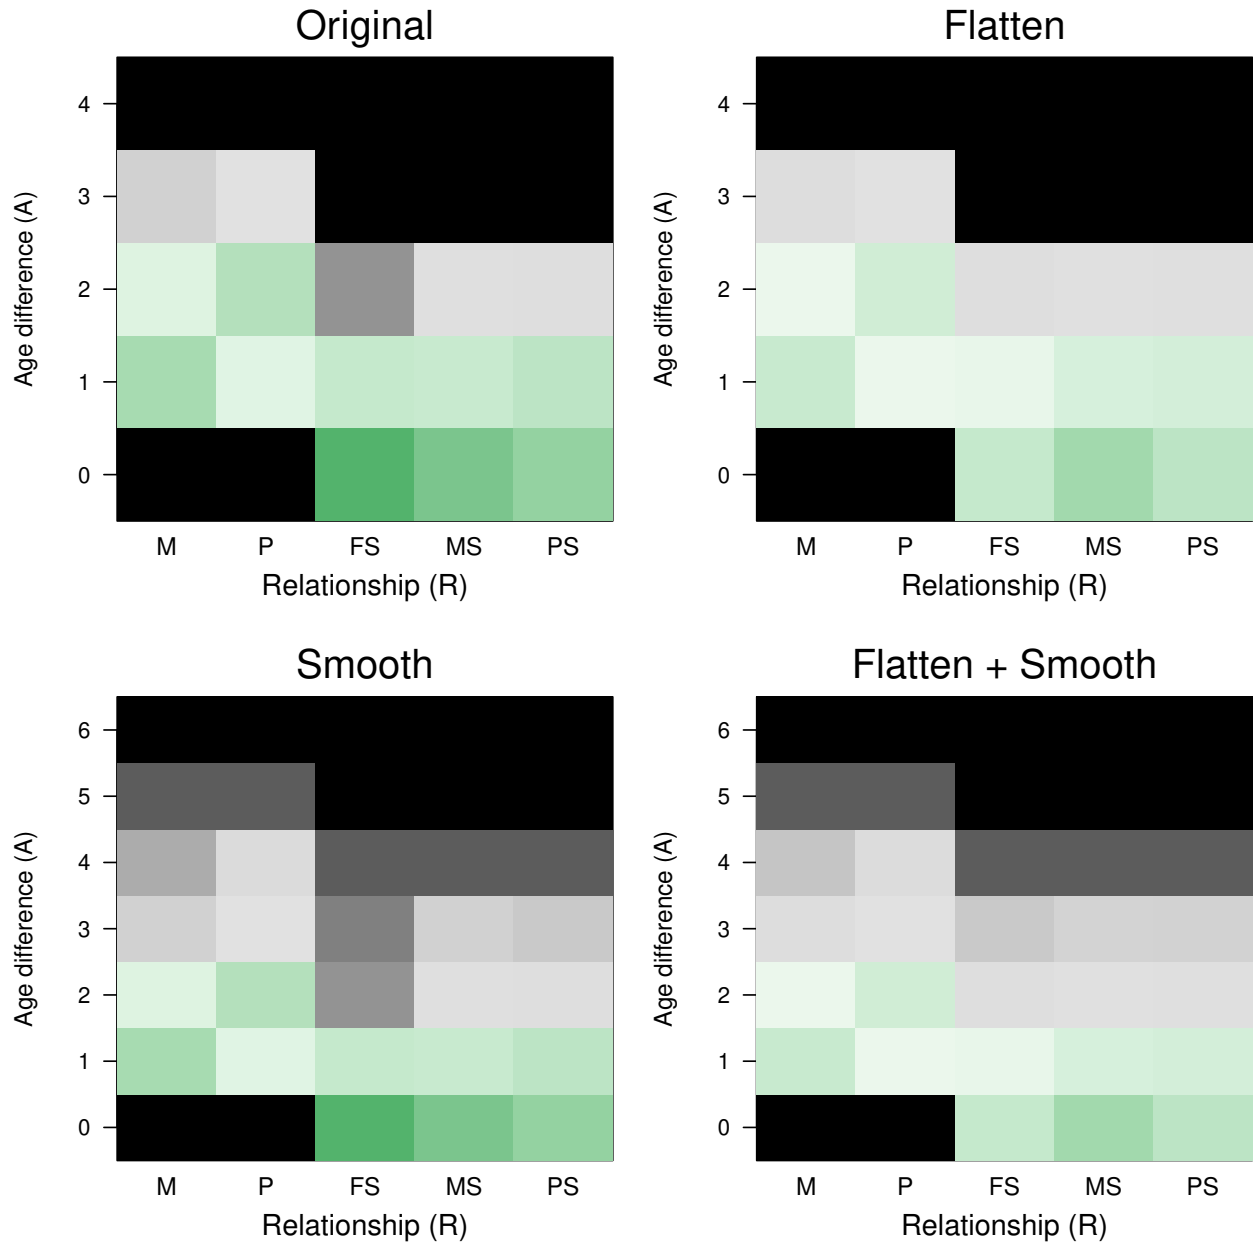 Original
Age difference (A)
4
3
2
1
0
M P FS MS PS
Relationship (R)
Flatten
Age difference (A)
4
3
2
1
0
M P FS MS PS
Relationship (R)
Smooth
Age difference (A)
6
5
4
3
2
1
0
M P FS MS PS
Relationship (R)
Flatten + Smooth
Age difference (A)
6
5
4
3
2
1
0
M P FS MS PS
Relationship (R)